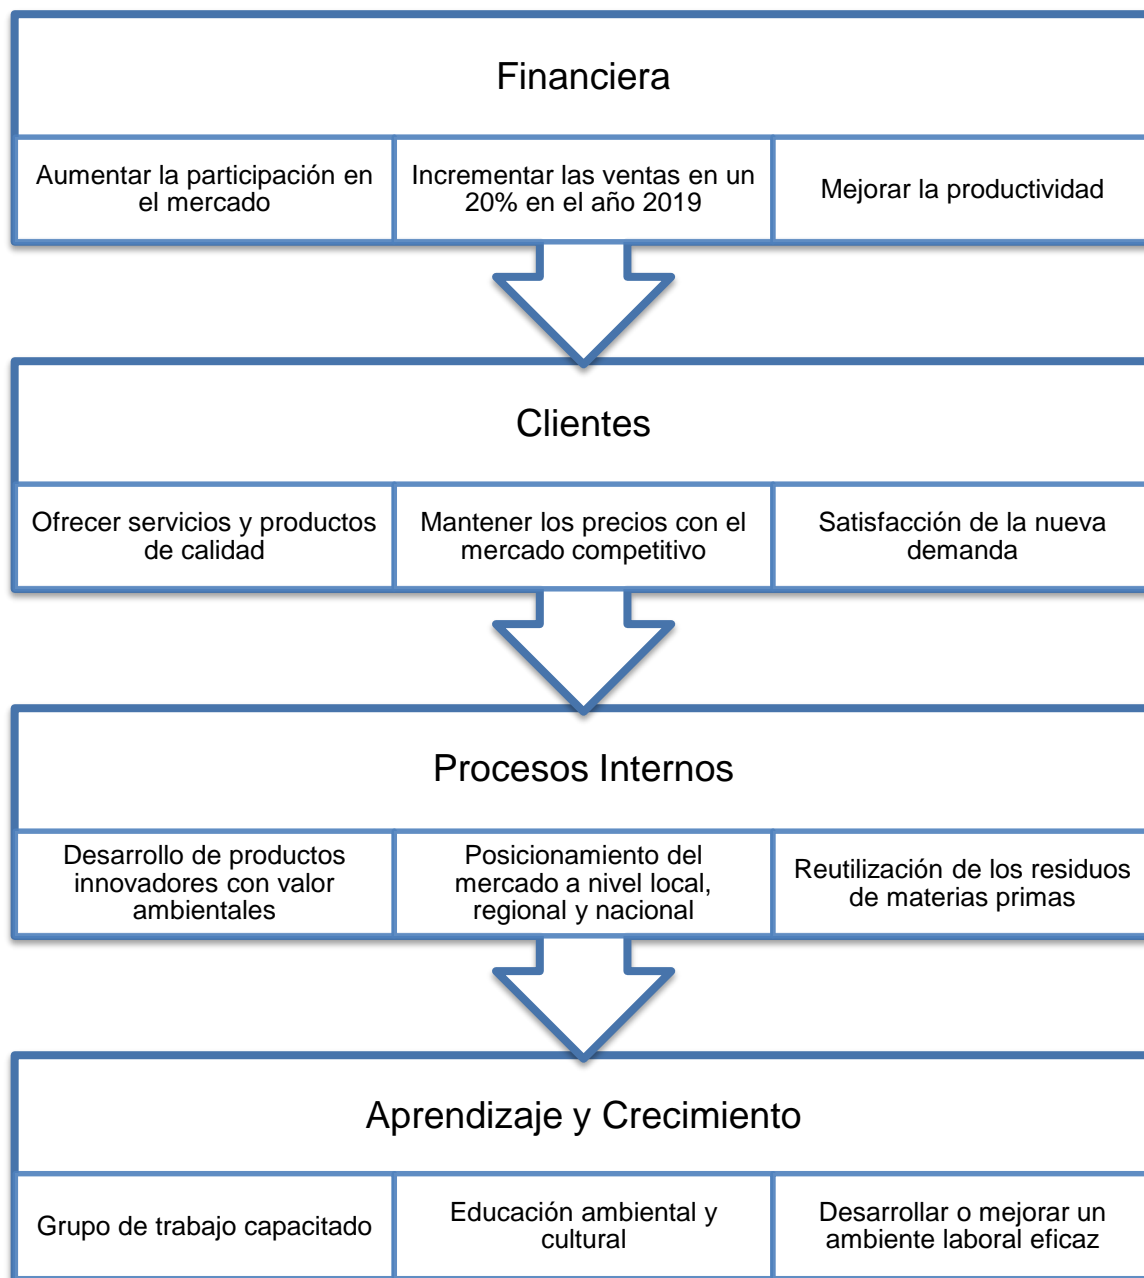 Financiera
Aumentar la participación en
el mercado
Incrementar las ventas en un
20% en el año 2019
Mejorar la productividad
Clientes
Ofrecer servicios y productos
de calidad
Mantener los precios con el
mercado competitivo
Satisfacción de la nueva
demanda
Procesos Internos
Desarrollo de productos
innovadores con valor
ambientales
Posicionamiento del
mercado a nivel local,
regional y nacional
Reutilización de los residuos
de materias primas
Aprendizaje y Crecimiento
Grupo de trabajo capacitado
Educación ambiental y
cultural
Desarrollar o mejorar un
ambiente laboral eficaz